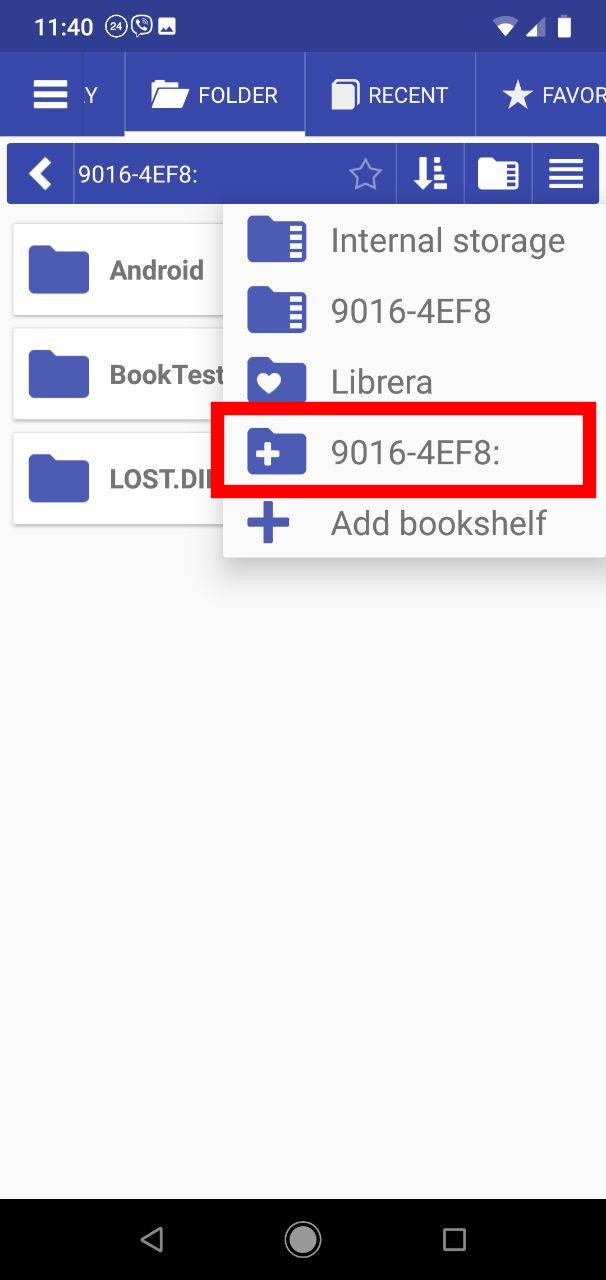 11:40 24
LY FOLDER RECENT FAVOR
9016-4EF8:
Internal storage
Android
9016-4EF8
BookTest
Librera
9016-4EF8:
LOST.DI
Add bookshelf